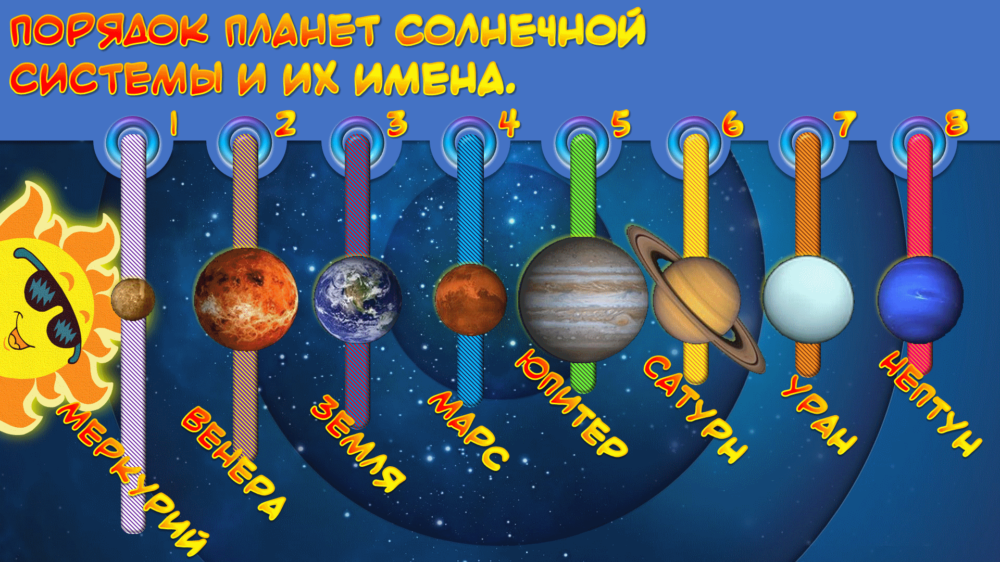 ПОРЯДОК ПЛАНЕТ СОЛНЕЧНОЙ
СИСТЕМЫ И ИХ ИМЕНА.
1
2
3
4
5
6
7
8
МЕРКУРИЙ
ВЕНЕРА
ЗЕМЛЯ
МАРС
ЮПИТЕР
САТУРН
УРАН
НЕПТУН